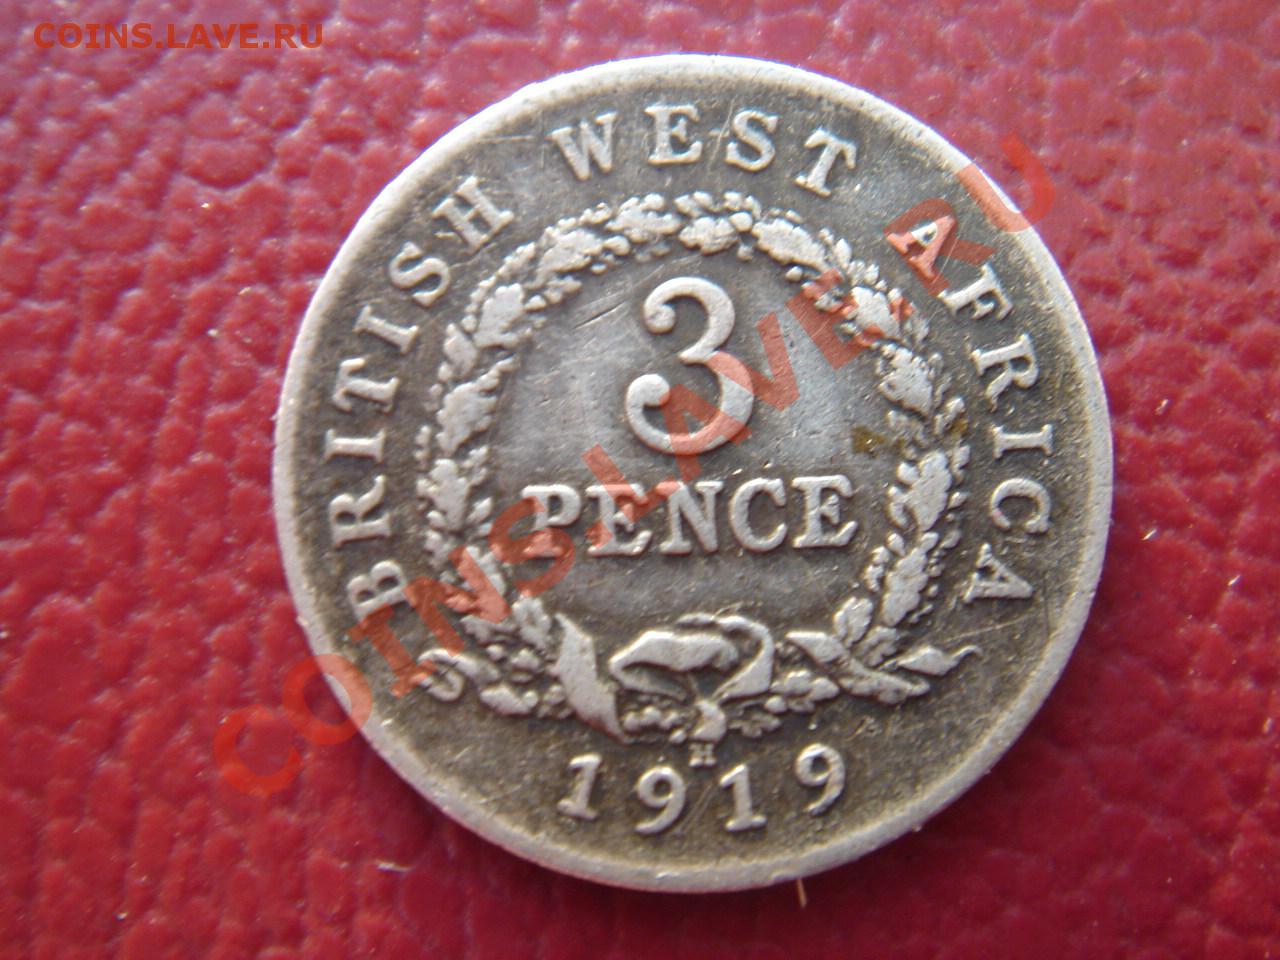 COINS.LAVE.RU
BRITISH WEST AFRICA
3
PENCE
H
1919
COINS.LAVE.RU